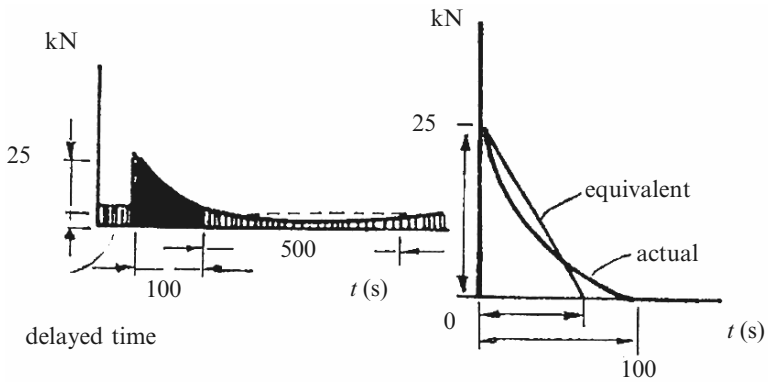 kN
25
500
100
t (s)
delayed time
kN
25
equivalent
actual
0
t (s)
100